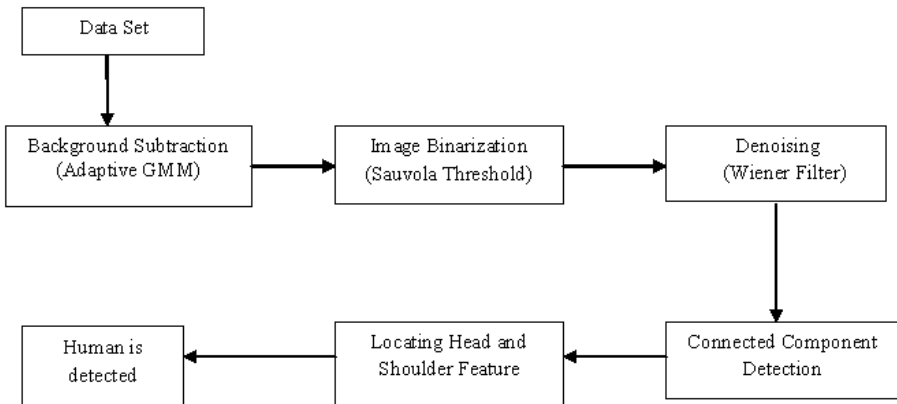 Data Set
Background Subtraction
(Adaptive GMM)
Image Binarization
(Sauvola Threshold)
Denoising
(Wiener Filter)
Connected Component
Detection
Locating Head and
Shoulder Feature
Human is
detected